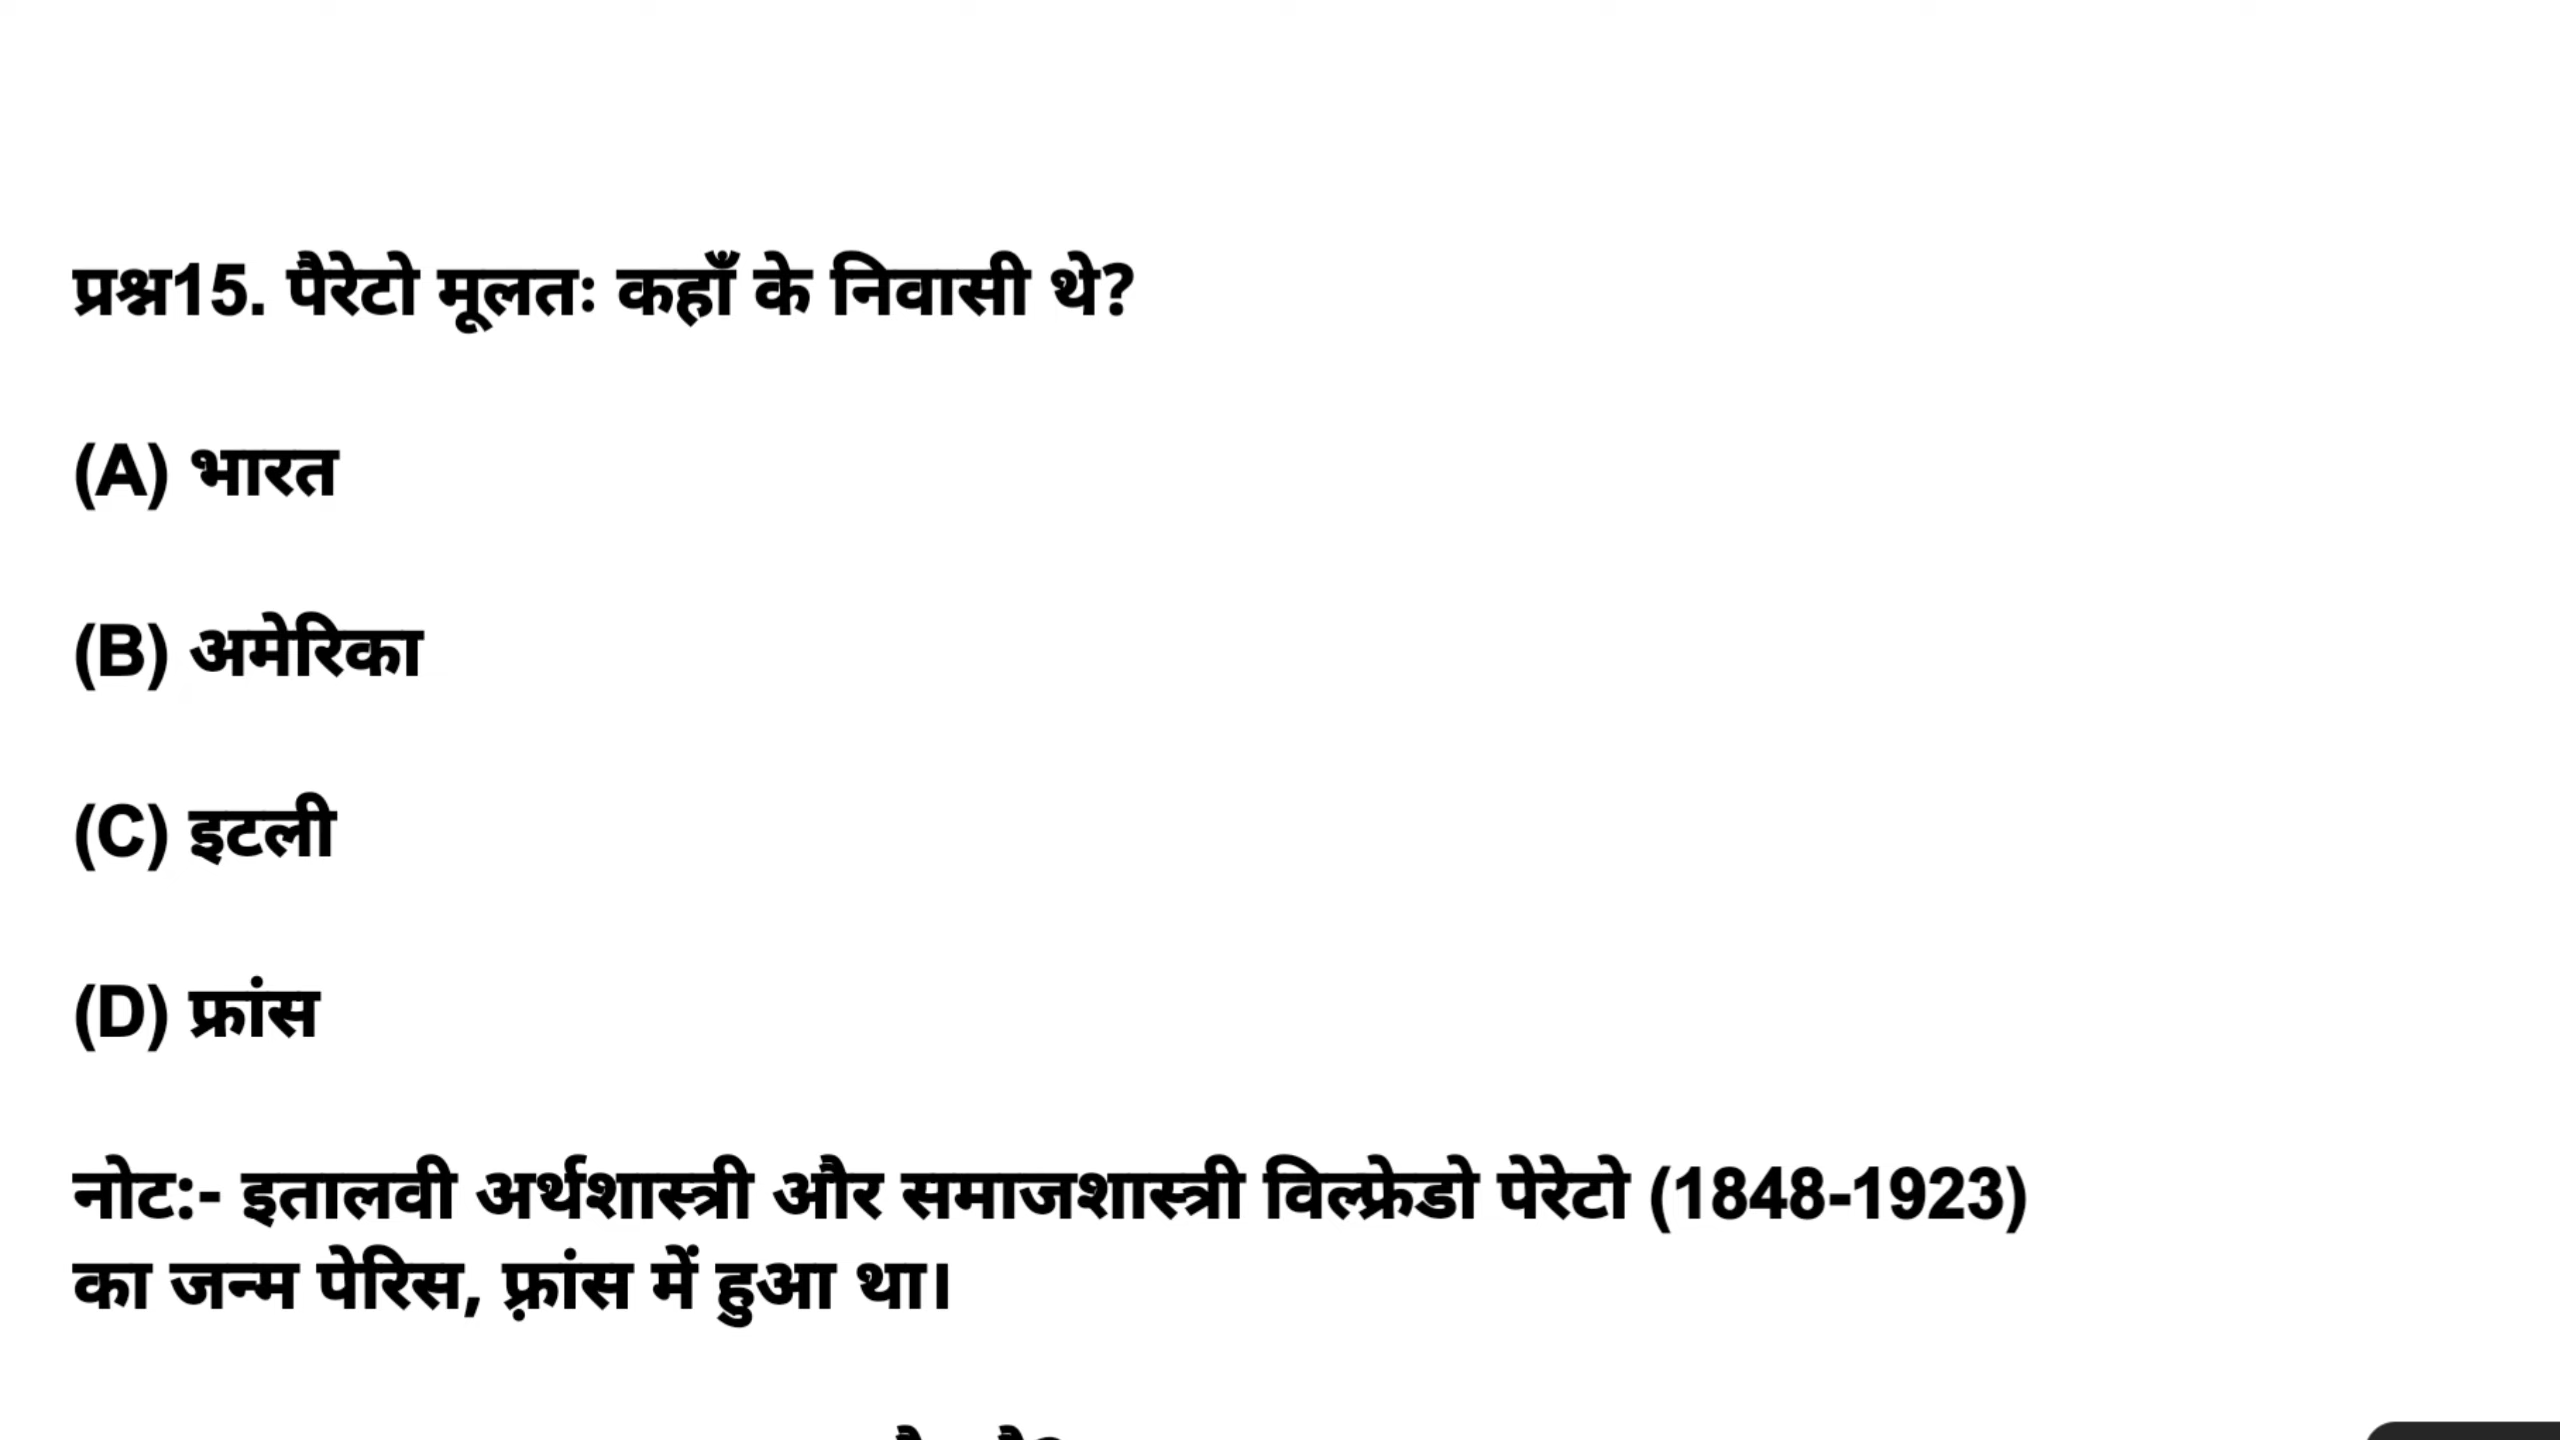 प्रश्न15. पैरेटो मूलतः कहाँ के निवासी थे?
(A) भारत
(B) अमेरिका
(C) इटली
(D) फ्रांस
नोट:- इतालवी अर्थशास्त्री और समाजशास्त्री विल्फ्रेडो पेरेटो (1848-1923)
का जन्म पेरिस, फ़्रांस में हुआ था।